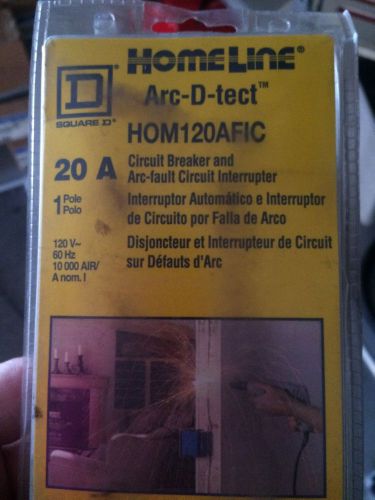 HOMELINE®
D
SQUARE D®
Arc-D-tect™
HOM120AFIC
20 A
Circuit Breaker and
Arc-fault Circuit Interrupter
1 Pole
Polo
Interruptor Automático e Interruptor
de Circuito por Falla de Arco
120 V~
60 Hz
10 000 AIR/
A nom. I
Disjoncteur et Interrupteur de Circuit
sur Défauts d'Arc